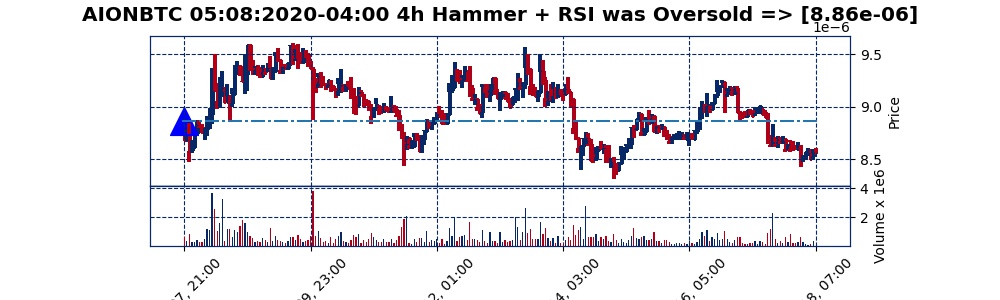 AIONBTC 05:08:2020-04:00 4h Hammer + RSI was Oversold => [8.86e-06]
1e−6
9.5
9.0
8.5
Price
4
2
Volume x 1e6
7, 21:00
9, 23:00
2, 01:00
4, 03:00
6, 05:00
8, 07:00